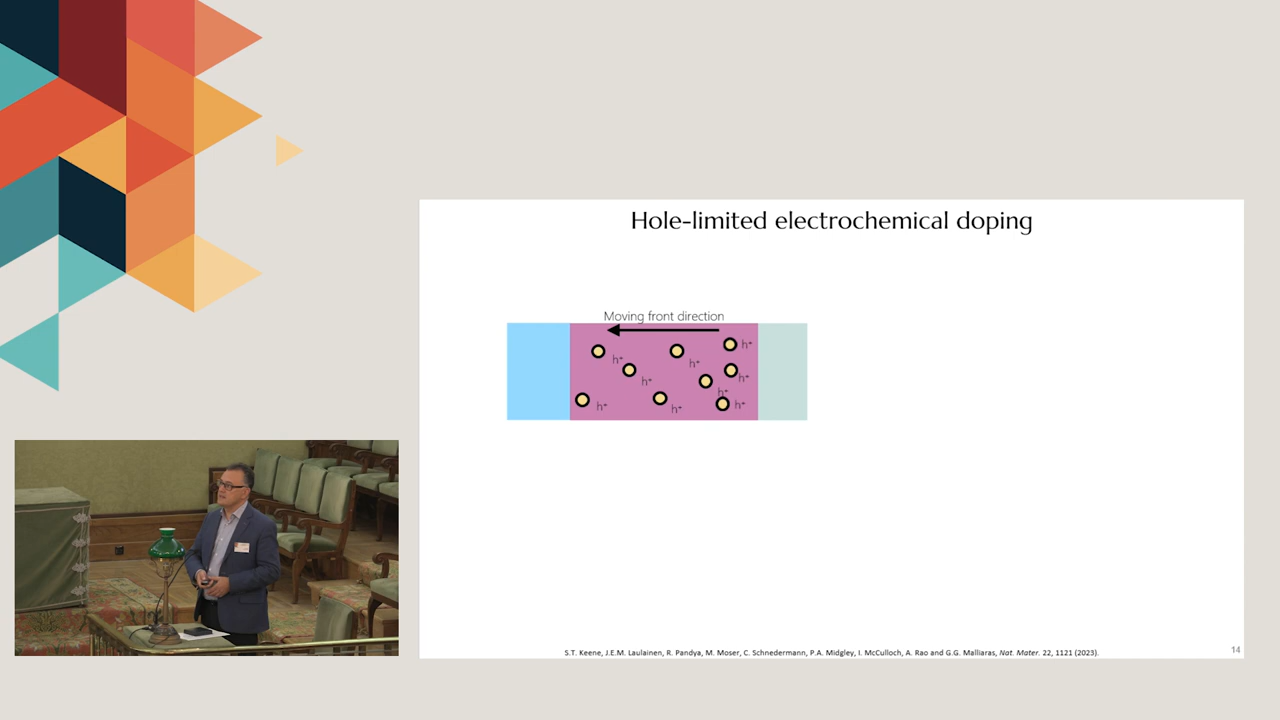 Hole-limited electrochemical doping
Moving front direction
h⁺
h⁺
h⁺
h⁺
h⁺
h⁺
h⁺
h⁺
h⁺
S.T. Keene, J.E.M. Laulainen, R. Pandya, M. Moser, C. Schnedermann, P.A. Midgley, I. McCulloch, A. Rao and G.G. Malliaras, Nat. Mater. 22, 1121 (2023).
14